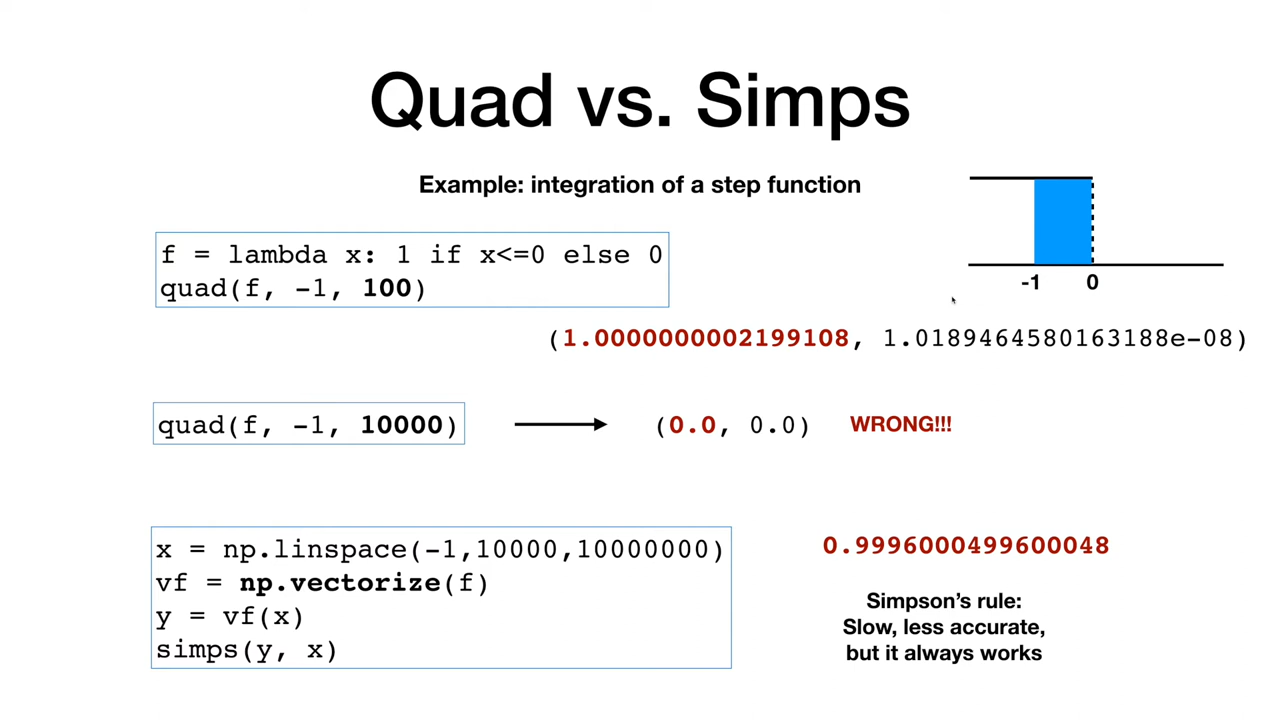 Quad vs. Simps
Example: integration of a step function
f = lambda x: 1 if x<=0 else 0
quad(f, -1, 100)
-1
0
(1.0000000002199108, 1.0189464580163188e-08)
quad(f, -1, 10000)
(0.0, 0.0)
WRONG!!!
x = np.linspace(-1,10000,10000000)
vf = np.vectorize(f)
y = vf(x)
simps(y, x)
0.9996000499600048
Simpson's rule:
Slow, less accurate,
but it always works